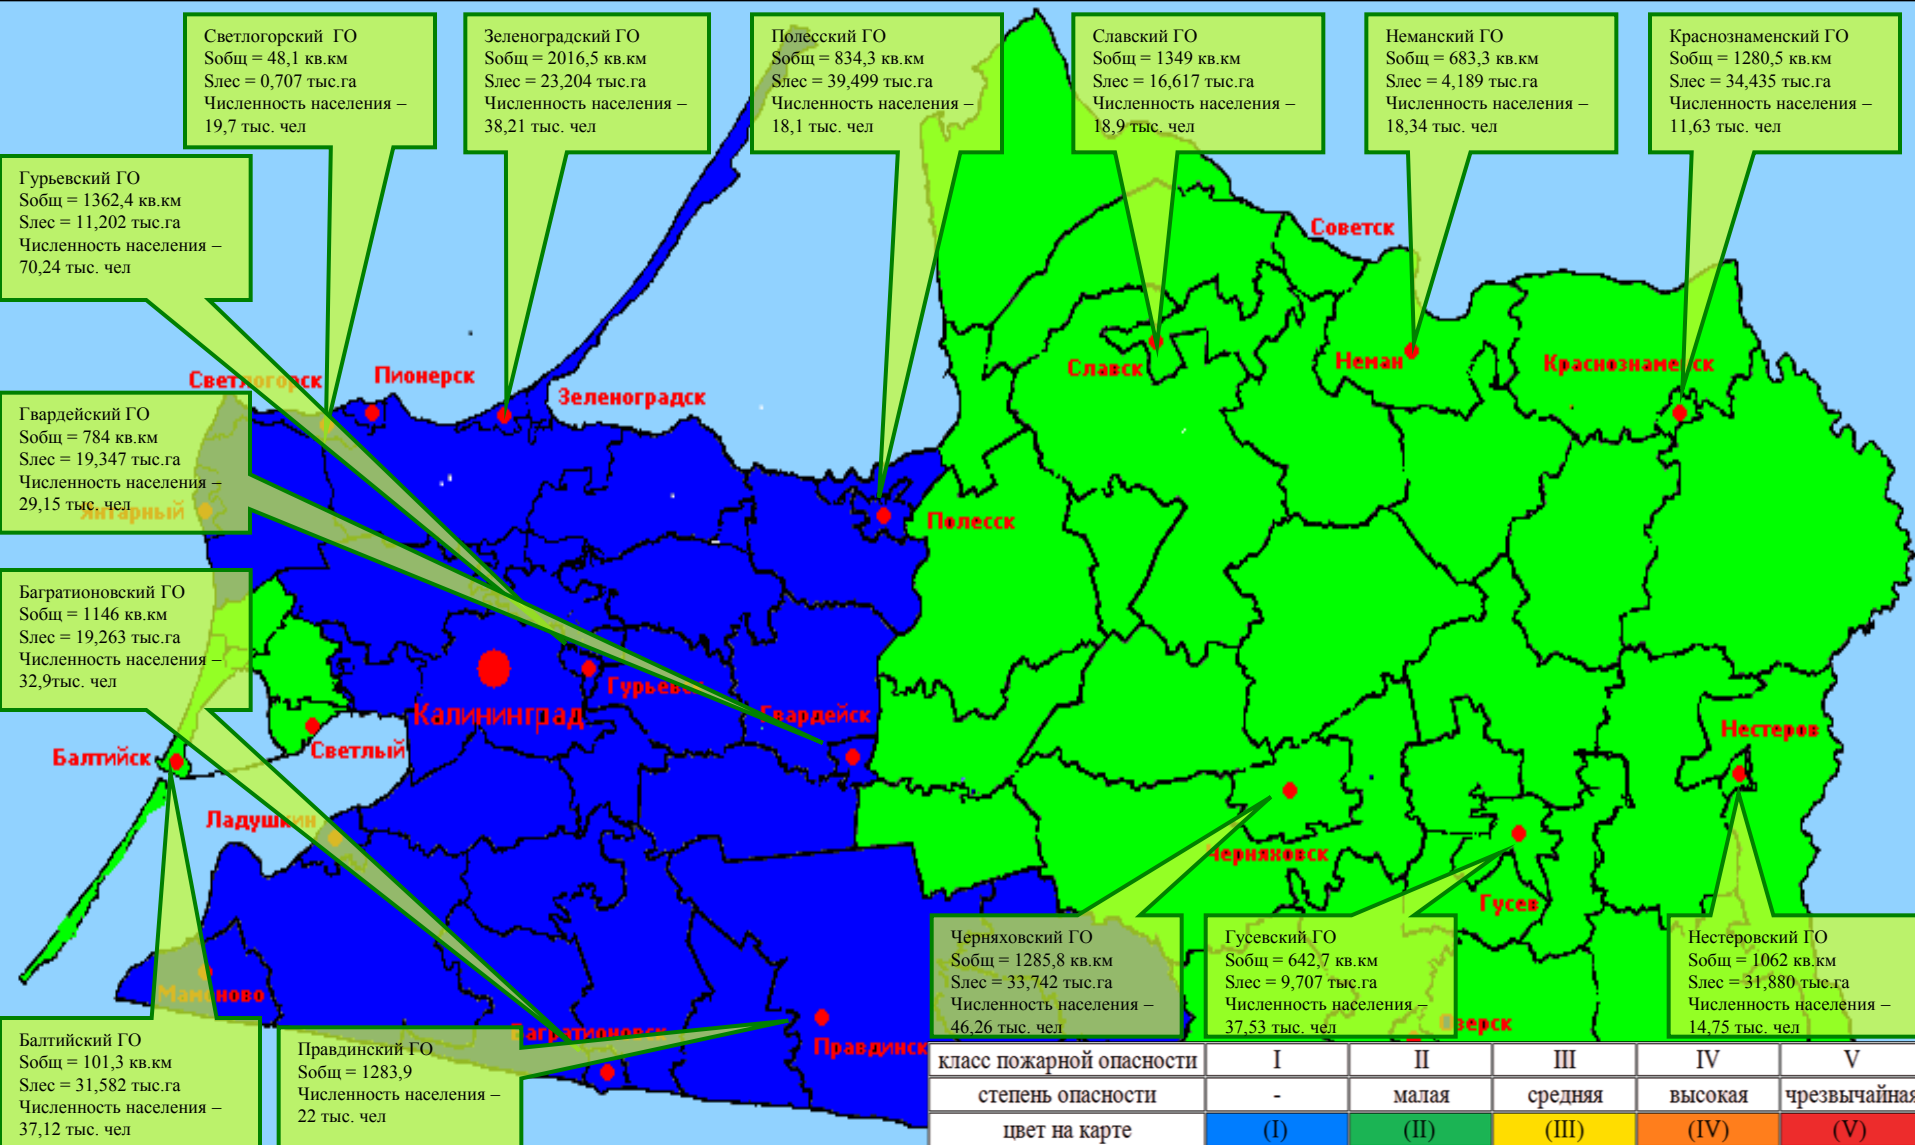 Светлогорский ГО
Sобщ = 48,1 кв.км
Sлес = 0,707 тыс.га
Численность населения –
19,7 тыс. чел
Зеленоградский ГО
Sобщ = 2016,5 кв.км
Sлес = 23,204 тыс.га
Численность населения –
38,21 тыс. чел
Полесский ГО
Sобщ = 834,3 кв.км
Sлес = 39,499 тыс.га
Численность населения –
18,1 тыс. чел
Славский ГО
Sобщ = 1349 кв.км
Sлес = 16,617 тыс.га
Численность населения –
18,9 тыс. чел
Неманский ГО
Sобщ = 683,3 кв.км
Sлес = 4,189 тыс.га
Численность населения –
18,34 тыс. чел
Краснознаменский ГО
Sобщ = 1280,5 кв.км
Sлес = 34,435 тыс.га
Численность населения –
11,63 тыс. чел
Гурьевский ГО
Sобщ = 1362,4 кв.км
Sлес = 11,202 тыс.га
Численность населения –
70,24 тыс. чел
Советск
Светлогорск
Пионерск
Зеленоградск
Славск
Неман
Краснознаменск
Гвардейский ГО
Sобщ = 784 кв.км
Sлес = 19,347 тыс.га
Численность населения –
29,15 тыс. чел
Янтарный
Полесск
Багратионовский ГО
Sобщ = 1146 кв.км
Sлес = 19,263 тыс.га
Численность населения –
32,9тыс. чел
Гурьевск
Калининград
Гвардейск
Нестеров
Балтийск
Светлый
Ладушкин
Черняховск
Гусев
Мамоново
Черняховский ГО
Sобщ = 1285,8 кв.км
Sлес = 33,742 тыс.га
Численность населения –
46,26 тыс. чел
Гусевский ГО
Sобщ = 642,7 кв.км
Sлес = 9,707 тыс.га
Численность населения –
37,53 тыс. чел
Нестеровский ГО
Sобщ = 1062 кв.км
Sлес = 31,880 тыс.га
Численность населения –
14,75 тыс. чел
Озерск
Багратионовск
Правдинск
Балтийский ГО
Sобщ = 101,3 кв.км
Sлес = 31,582 тыс.га
Численность населения –
37,12 тыс. чел
Правдинский ГО
Sобщ = 1283,9
Численность населения –
22 тыс. чел
класс пожарной опасности I II III IV V
степень опасности - малая средняя высокая чрезвычайная
цвет на карте (I) (II) (III) (IV) (V)